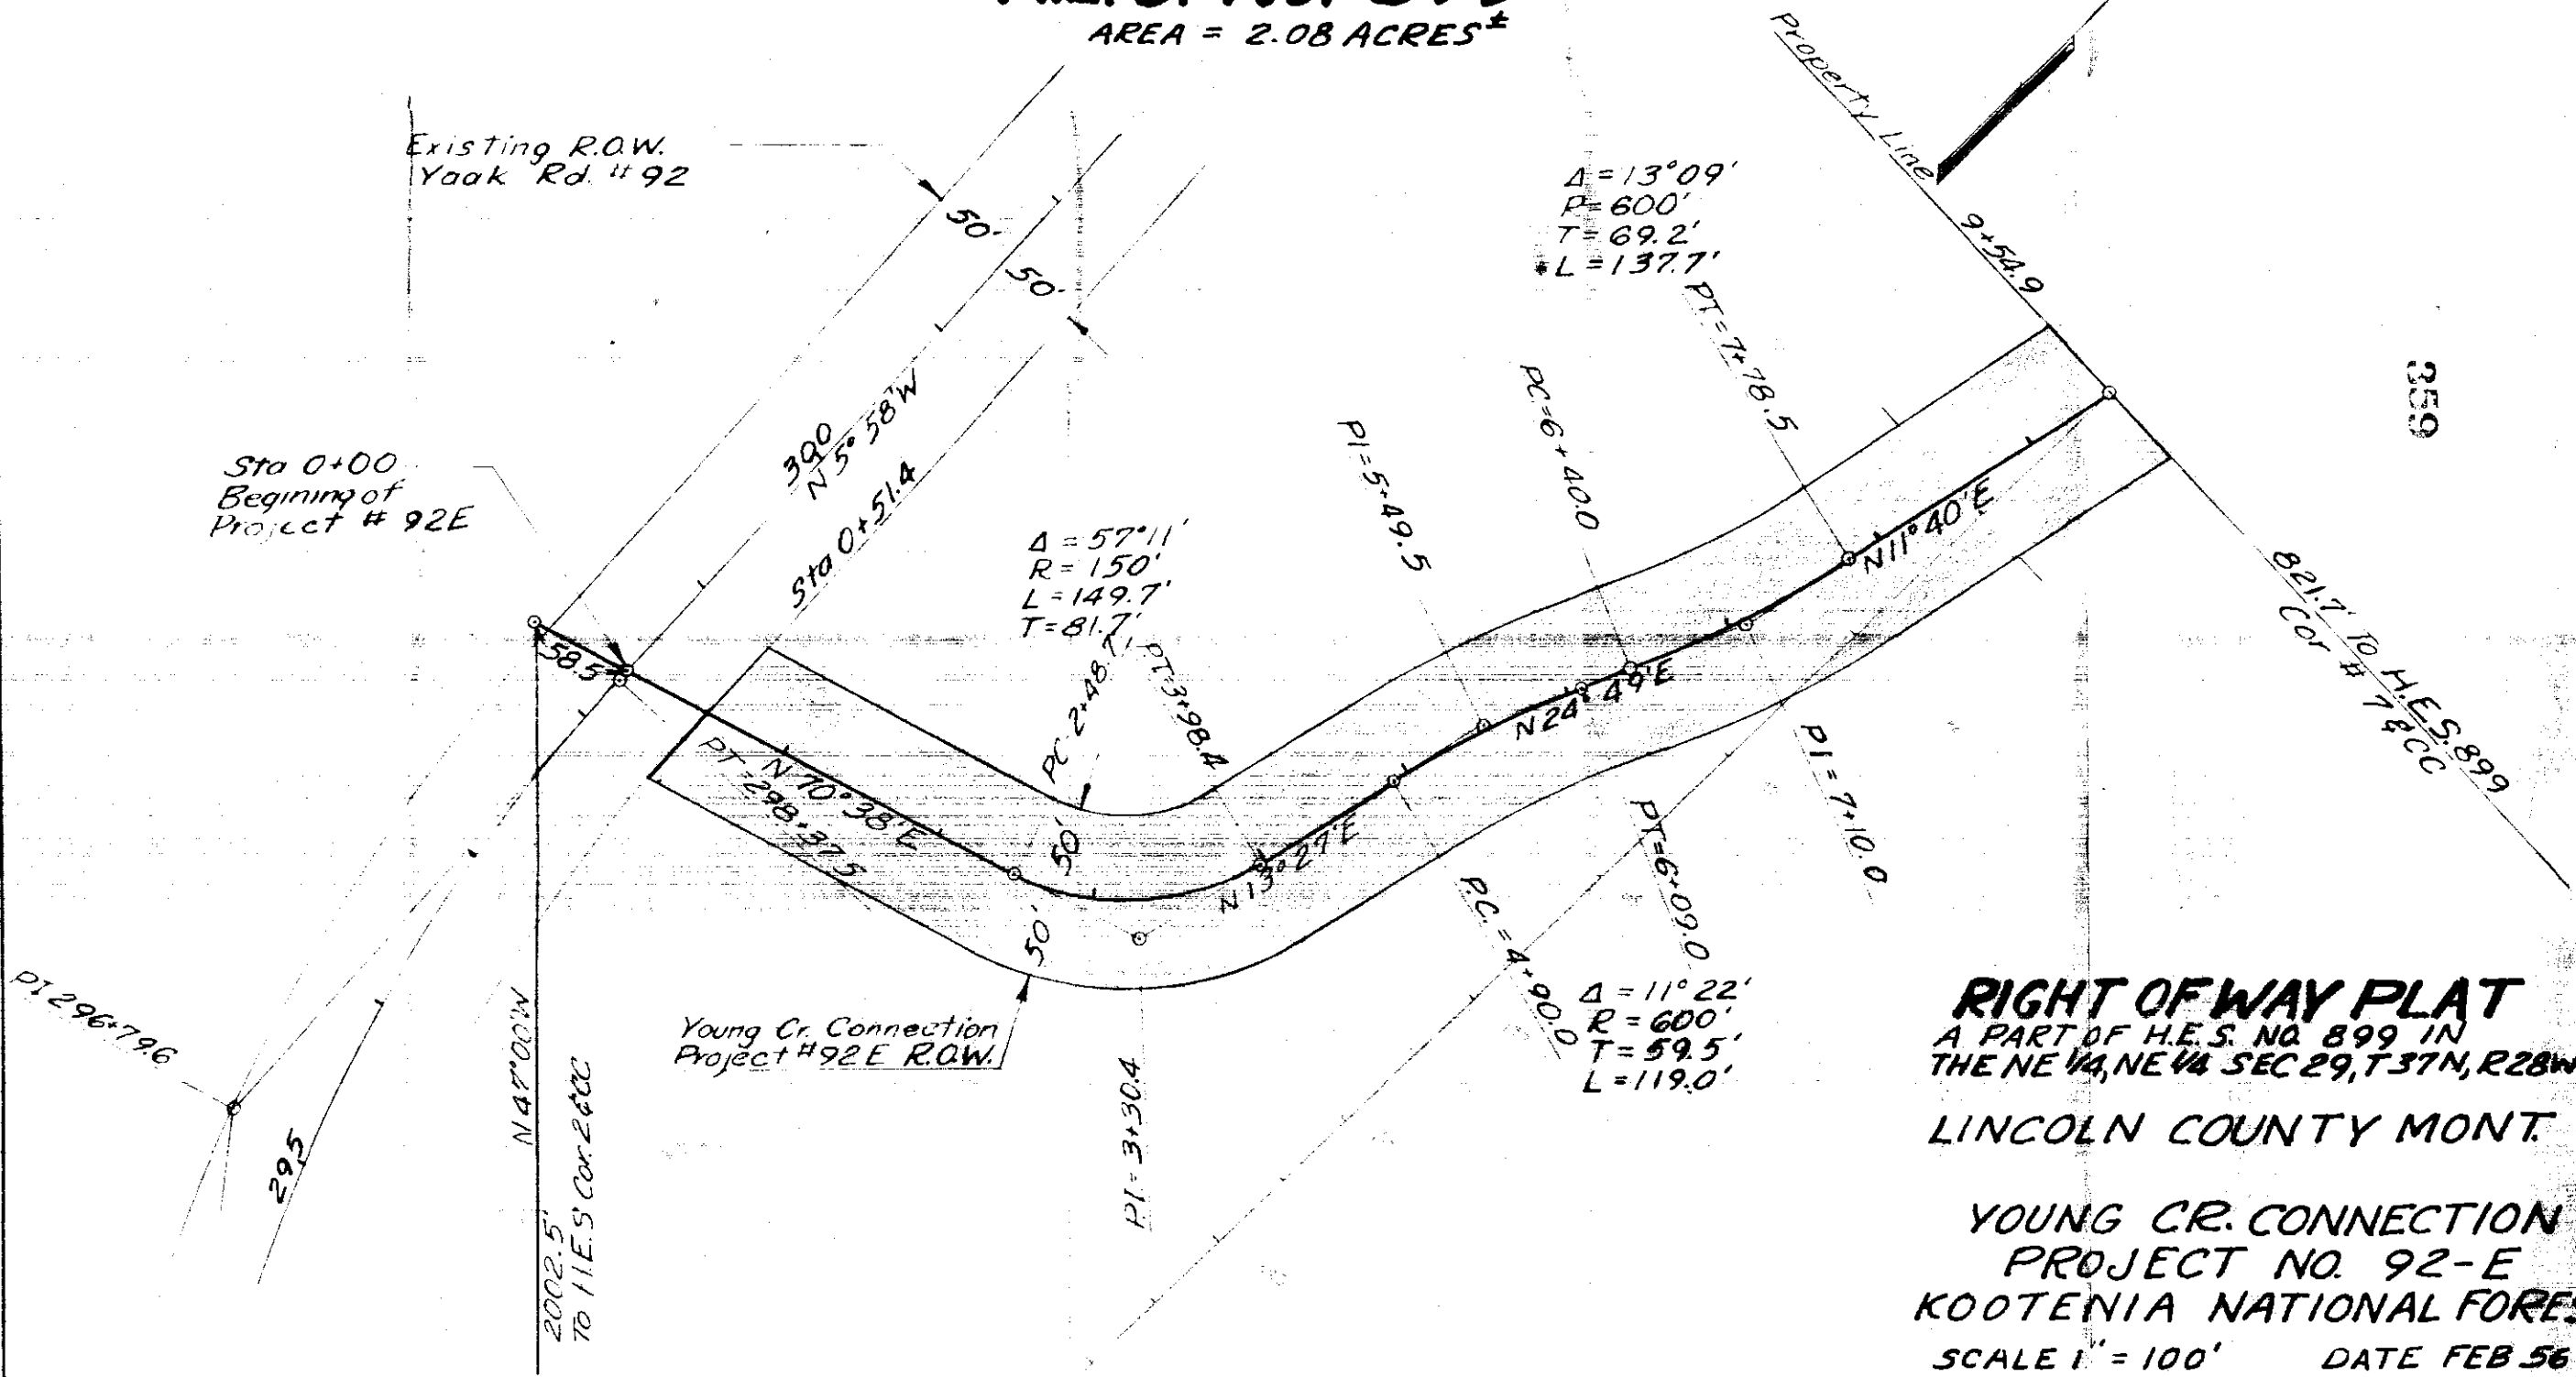 AREA = 2.08 ACRES±
Existing R.O.W.
Yaak Rd. #92
50'
50'
Property Line
9+54.9
Δ = 13°09'
R = 600'
T = 69.2'
L = 137.7'
PT = 7+78.5
PC = 6+40.0
PI = 5+49.5
359
300
N 5° 58' W
Sta 0+51.4
Sta 0+00
Begining of
Project # 92E
Δ = 57°11'
R = 150'
L = 149.7'
T = 81.7'
PC 2+48.7
PT = 3+98.4
58.5
N 70° 38' E
PT = 298+37.5
50'
50'
N 13° 27' E
N 24° 49' E
N 11° 40' E
821.7' TO H.E.S. 899
Cor # 7 & CC
PI = 7+10.0
PT = 6+09.0
P.C. = 4+90.0
Δ = 11° 22'
R = 600'
T = 59.5'
L = 119.0'
PI 296+79.6
295
N 47°00' W
2002.5'
To H.E.S Cor. 2 & CC
Young Cr. Connection
Project #92E R.O.W.
PI = 3+30.4
RIGHT OF WAY PLAT
A PART OF H.E.S. NO. 899 IN
THE NE 1/4, NE 1/4 SEC 29, T 37N, R28W
LINCOLN COUNTY MONT.
YOUNG CR. CONNECTION
PROJECT NO. 92-E
KOOTENIA NATIONAL FORES
SCALE 1" = 100' DATE FEB 56